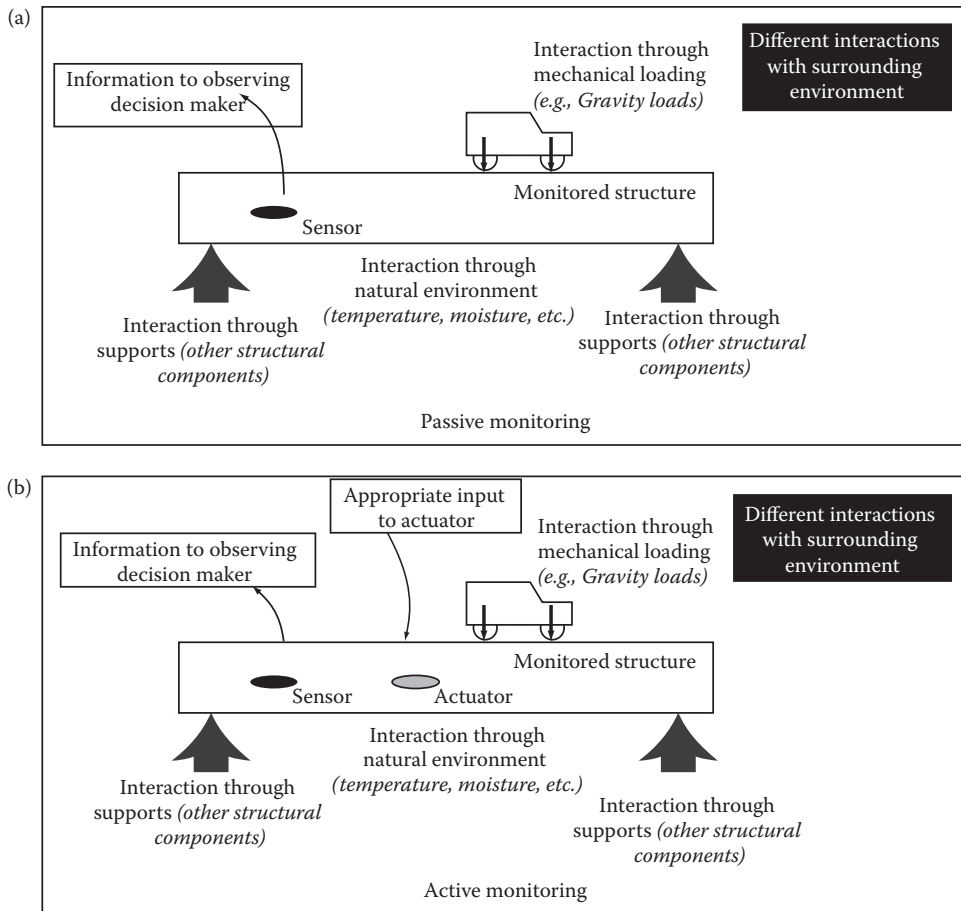 (a)
Different interactions
with surrounding
environment
Interaction through
mechanical loading
(e.g., Gravity loads)
Information to observing
decision maker
Monitored structure
Sensor
Interaction through
natural environment
(temperature, moisture, etc.)
Interaction through
supports (other structural
components)
Interaction through
supports (other structural
components)
Passive monitoring
(b)
Appropriate input
to actuator
Different interactions
with surrounding
environment
Interaction through
mechanical loading
(e.g., Gravity loads)
Information to observing
decision maker
Monitored structure
Sensor
Actuator
Interaction through
natural environment
(temperature, moisture, etc.)
Interaction through
supports (other structural
components)
Interaction through
supports (other structural
components)
Active monitoring